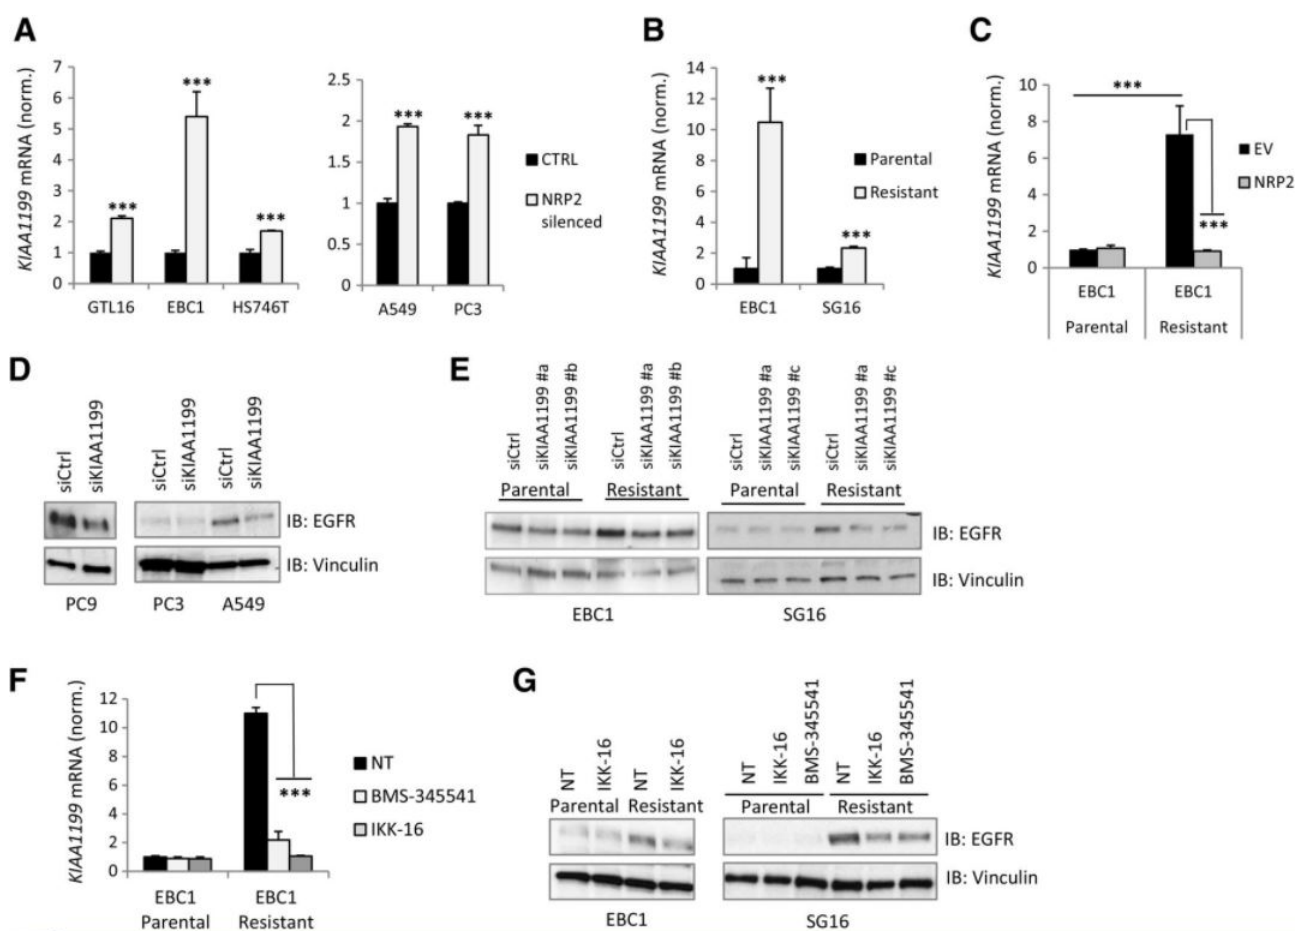 A
KIAA1199 mRNA (norm.)
7
6
5
4
3
2
1
0
***
***
***
GTL16 EBC1 HS746T
2.5
2
1.5
1
0.5
0
***
***
A549 PC3
CTRL
NRP2
silenced
B
KIAA1199 mRNA (norm.)
14
12
10
8
6
4
2
0
***
***
EBC1 SG16
Parental
Resistant
C
KIAA1199 mRNA (norm.)
10
8
6
4
2
0
***
***
EBC1 EBC1
Parental Resistant
EV
NRP2
D
siCtrl
siKIAA1199
siCtrl
siKIAA1199
siCtrl
siKIAA1199
IB: EGFR
IB: Vinculin
PC9 PC3 A549
E
siCtrl
siKIAA1199 #a
siKIAA1199 #b
siCtrl
siKIAA1199 #a
siKIAA1199 #b
siCtrl
siKIAA1199 #a
siKIAA1199 #c
siCtrl
siKIAA1199 #a
siKIAA1199 #c
Parental Resistant Parental Resistant
IB: EGFR
IB: Vinculin
EBC1 SG16
F
KIAA1199 mRNA (norm.)
12
10
8
6
4
2
0
***
EBC1 EBC1
Parental Resistant
NT
BMS-345541
IKK-16
G
NT
IKK-16
NT
IKK-16
NT
IKK-16
BMS-345541
NT
IKK-16
BMS-345541
Parental Resistant Parental Resistant
IB: EGFR
IB: Vinculin
EBC1 SG16